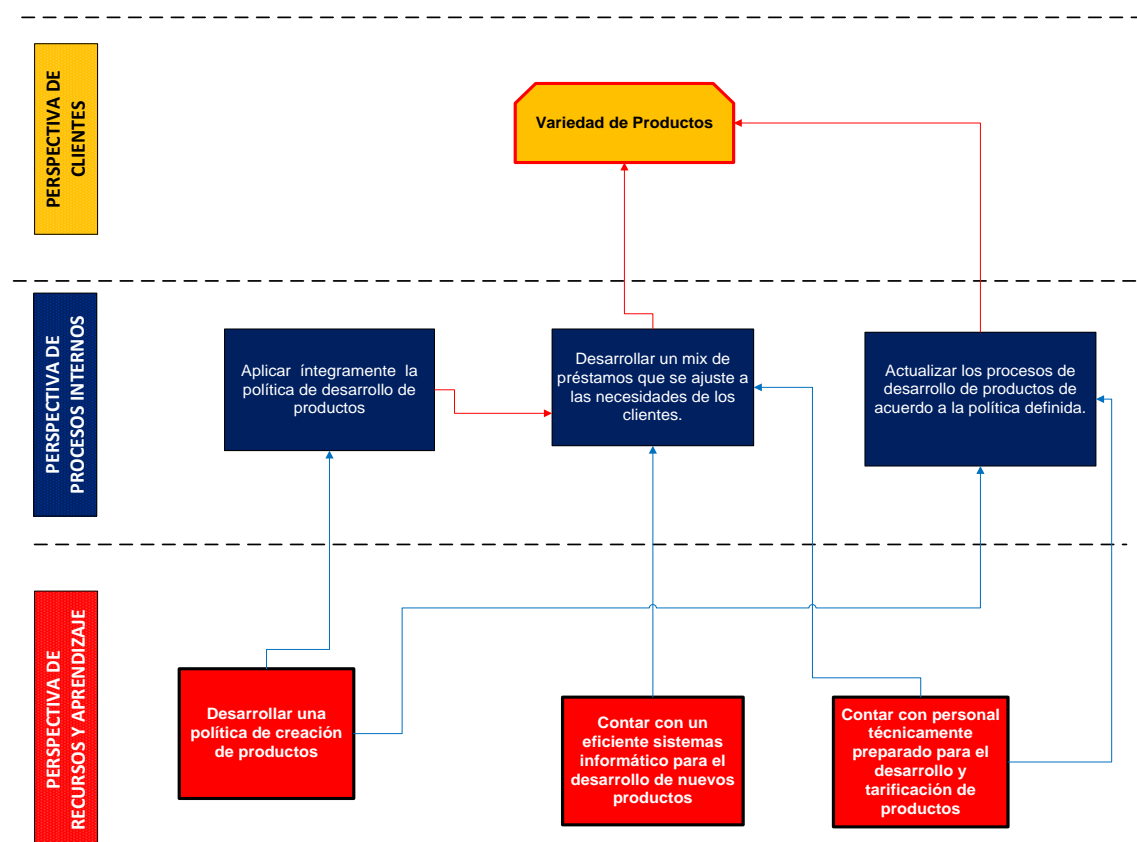 PERSPECTIVA DE
CLIENTES
Variedad de Productos
PERSPECTIVA DE
PROCESOS INTERNOS
Aplicar íntegramente la
política de desarrollo de
productos
Desarrollar un mix de
préstamos que se ajuste a
las necesidades de los
clientes.
Actualizar los procesos de
desarrollo de productos de
acuerdo a la política definida.
PERSPECTIVA DE
RECURSOS Y APRENDIZAJE
Desarrollar una
política de creación
de productos
Contar con un
eficiente sistemas
informático para el
desarrollo de nuevos
productos
Contar con personal
técnicamente
preparado para el
desarrollo y
tarificación de
productos